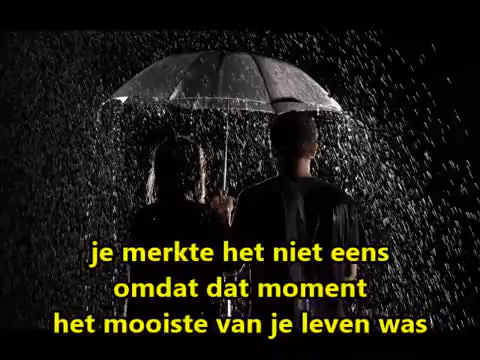 je merkte het niet eens
omdat dat moment
het mooiste van je leven was